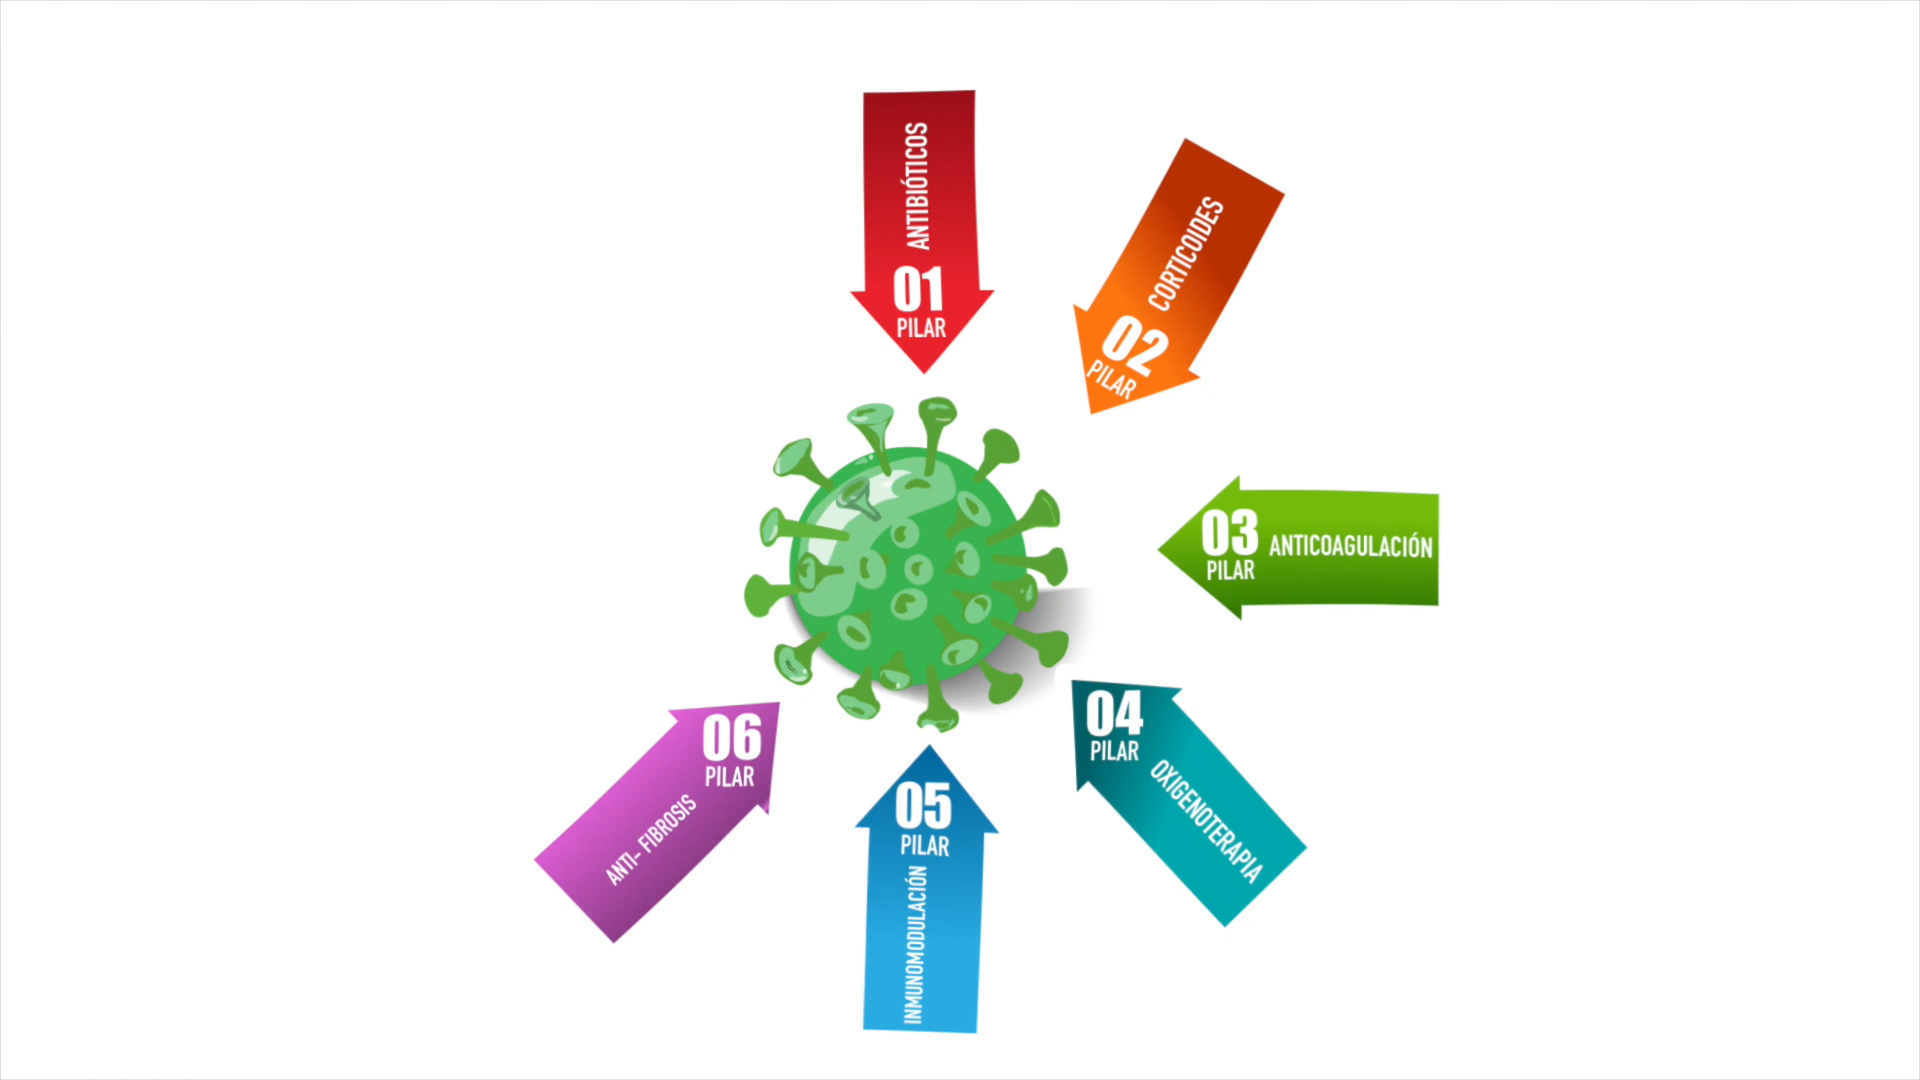 ANTIBIÓTICOS
01
PILAR
CORTICOIDES
02
PILAR
03
PILAR
ANTICOAGULACIÓN
04
PILAR
OXIGENOTERAPIA
05
PILAR
INMUNOMODULACIÓN
06
PILAR
ANTI- FIBROSIS